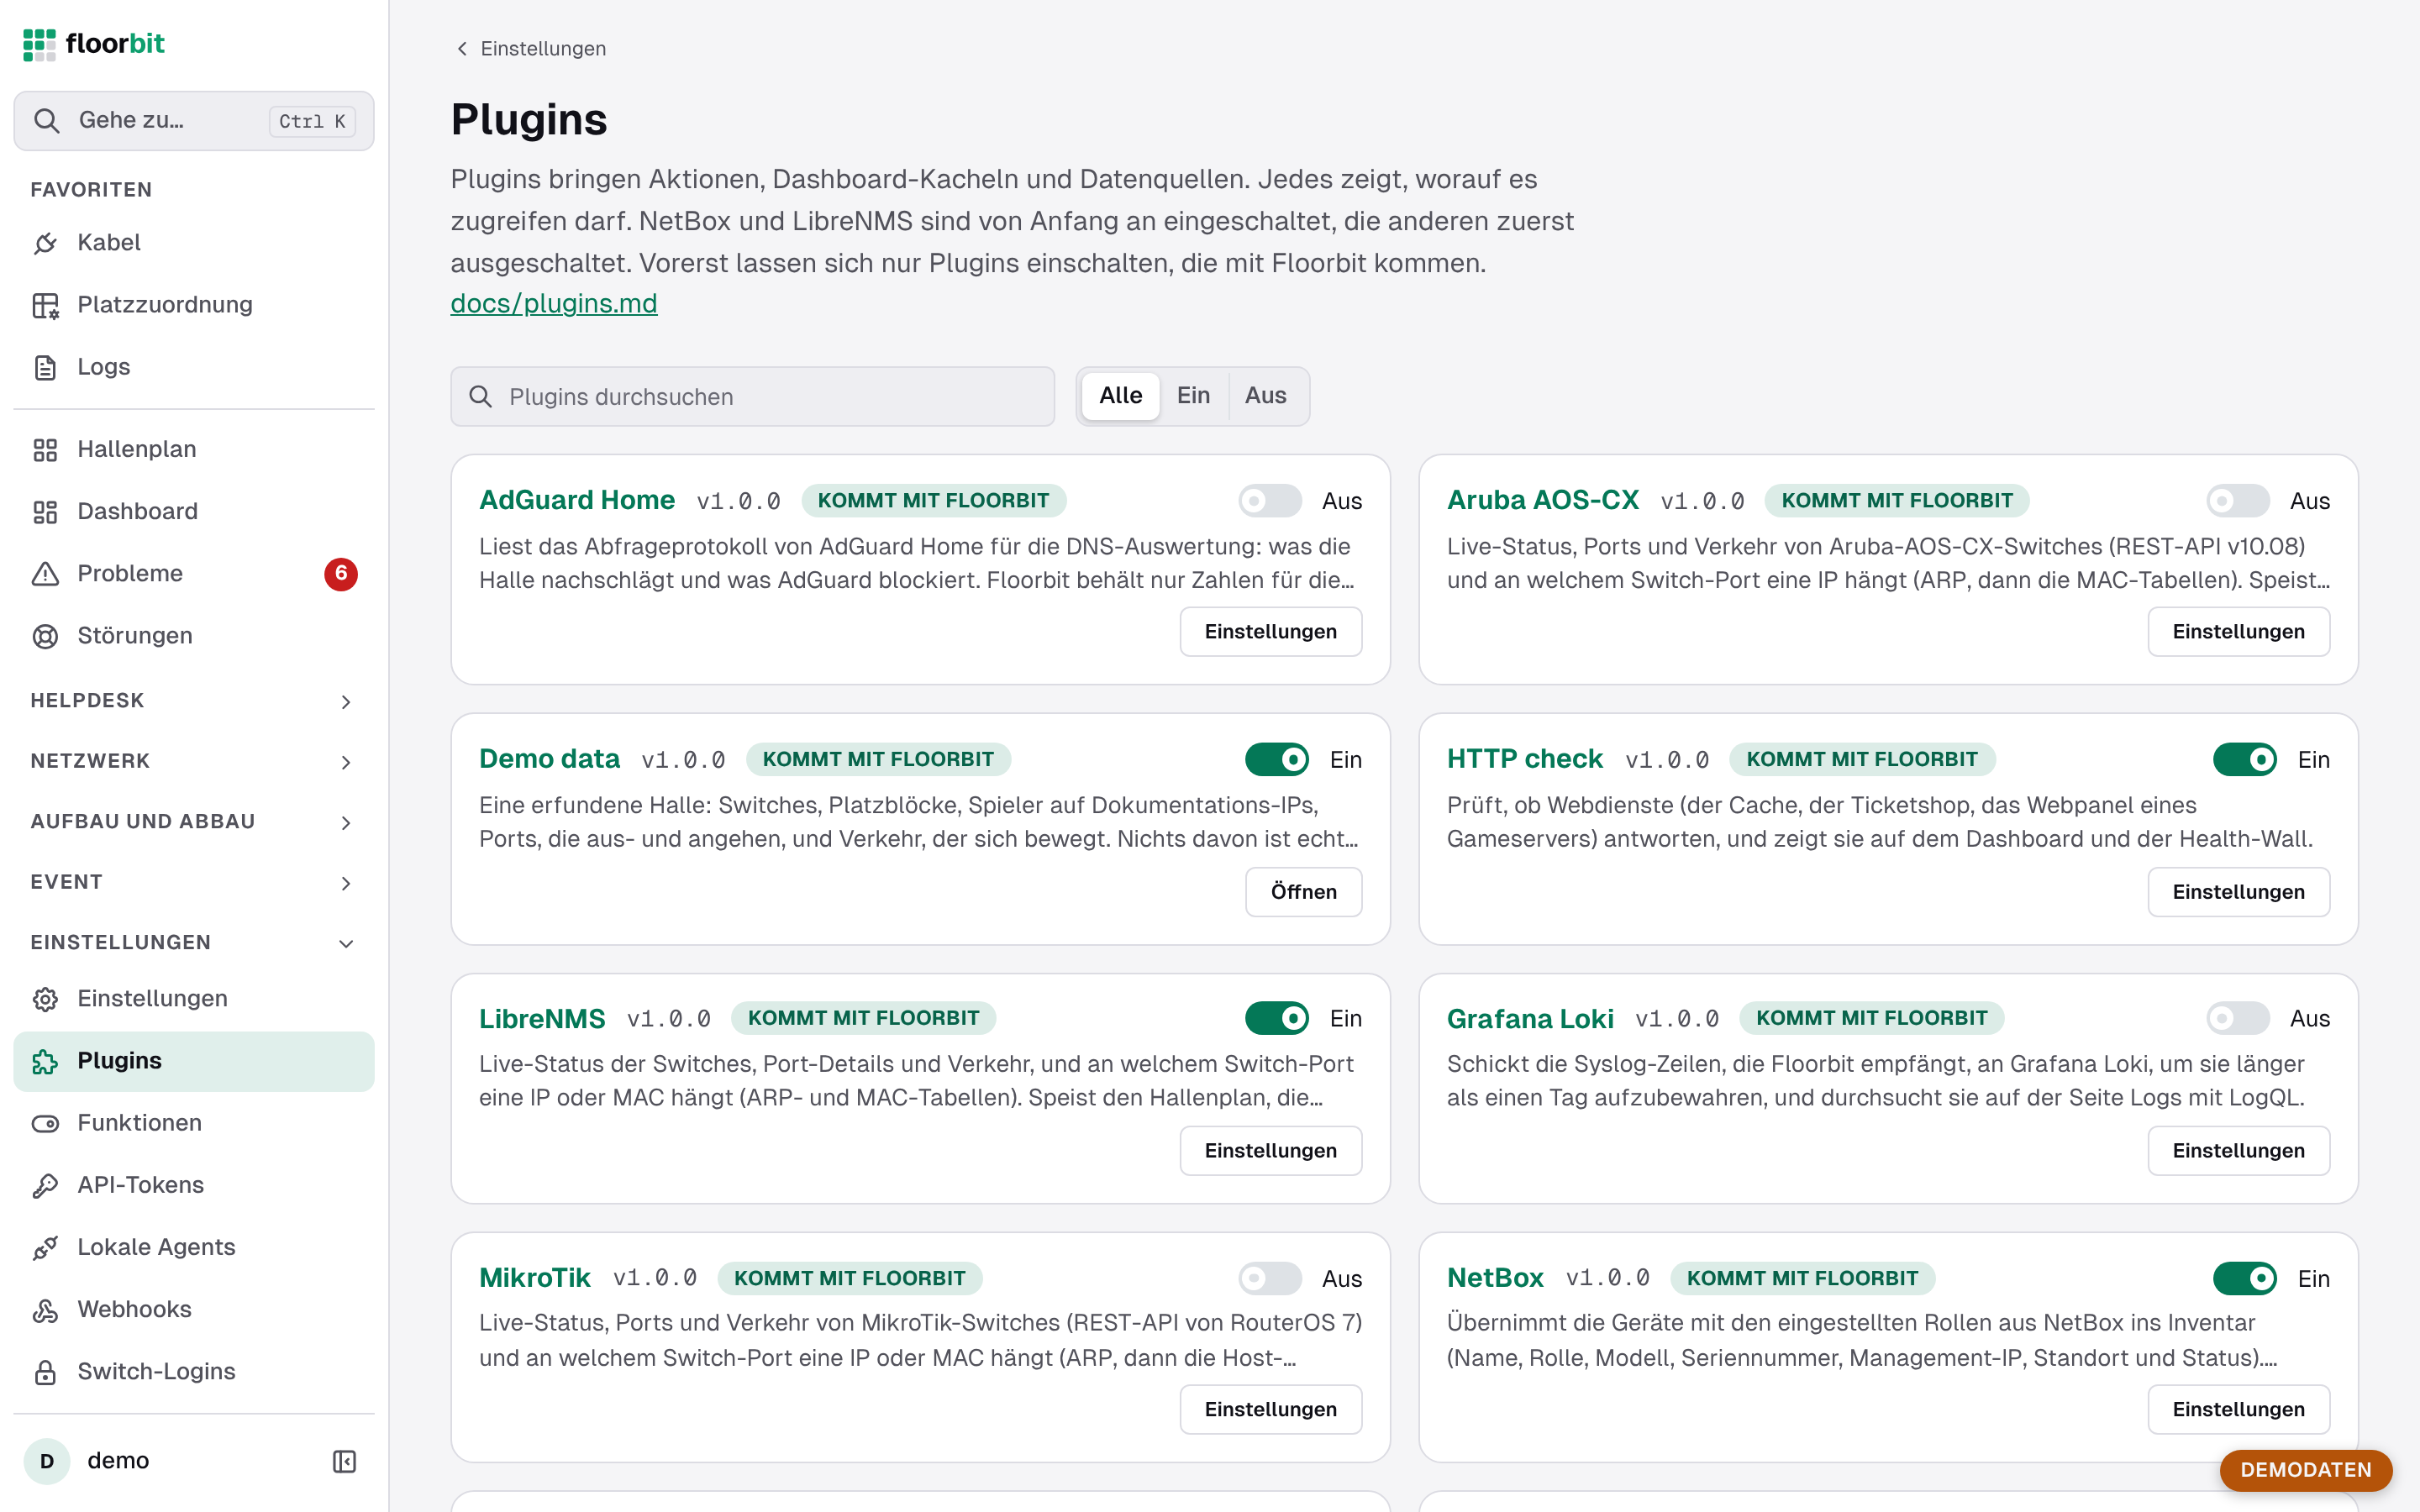 floorbit
Gehe zu... Ctrl K
FAVORITEN
Kabel
Platzzuordnung
Logs
Hallenplan
Dashboard
Probleme 6
Störungen
HELPDESK
NETZWERK
AUFBAU UND ABBAU
EVENT
EINSTELLUNGEN
Einstellungen
Plugins
Funktionen
API-Tokens
Lokale Agents
Webhooks
Switch-Logins
D demo
Einstellungen
Plugins
Plugins bringen Aktionen, Dashboard-Kacheln und Datenquellen. Jedes zeigt, worauf es
zugreifen darf. NetBox und LibreNMS sind von Anfang an eingeschaltet, die anderen zuerst
ausgeschaltet. Vorerst lassen sich nur Plugins einschalten, die mit Floorbit kommen.
docs/plugins.md
Plugins durchsuchen
Alle Ein Aus
AdGuard Home v1.0.0 KOMMT MIT FLOORBIT Aus
Liest das Abfrageprotokoll von AdGuard Home für die DNS-Auswertung: was die
Halle nachschlägt und was AdGuard blockiert. Floorbit behält nur Zahlen für die...
Einstellungen
Aruba AOS-CX v1.0.0 KOMMT MIT FLOORBIT Aus
Live-Status, Ports und Verkehr von Aruba-AOS-CX-Switches (REST-API v10.08)
und an welchem Switch-Port eine IP hängt (ARP, dann die MAC-Tabellen). Speist...
Einstellungen
Demo data v1.0.0 KOMMT MIT FLOORBIT Ein
Eine erfundene Halle: Switches, Platzblöcke, Spieler auf Dokumentations-IPs,
Ports, die aus- und angehen, und Verkehr, der sich bewegt. Nichts davon ist echt...
Öffnen
HTTP check v1.0.0 KOMMT MIT FLOORBIT Ein
Prüft, ob Webdienste (der Cache, der Ticketshop, das Webpanel eines
Gameservers) antworten, und zeigt sie auf dem Dashboard und der Health-Wall.
Einstellungen
LibreNMS v1.0.0 KOMMT MIT FLOORBIT Ein
Live-Status der Switches, Port-Details und Verkehr, und an welchem Switch-Port
eine IP oder MAC hängt (ARP- und MAC-Tabellen). Speist den Hallenplan, die...
Einstellungen
Grafana Loki v1.0.0 KOMMT MIT FLOORBIT Aus
Schickt die Syslog-Zeilen, die Floorbit empfängt, an Grafana Loki, um sie länger
als einen Tag aufzubewahren, und durchsucht sie auf der Seite Logs mit LogQL.
Einstellungen
MikroTik v1.0.0 KOMMT MIT FLOORBIT Aus
Live-Status, Ports und Verkehr von MikroTik-Switches (REST-API von RouterOS 7)
und an welchem Switch-Port eine IP oder MAC hängt (ARP, dann die Host-...
Einstellungen
NetBox v1.0.0 KOMMT MIT FLOORBIT Ein
Übernimmt die Geräte mit den eingestellten Rollen aus NetBox ins Inventar
(Name, Rolle, Modell, Seriennummer, Management-IP, Standort und Status)....
Einstellungen
DEMODATEN